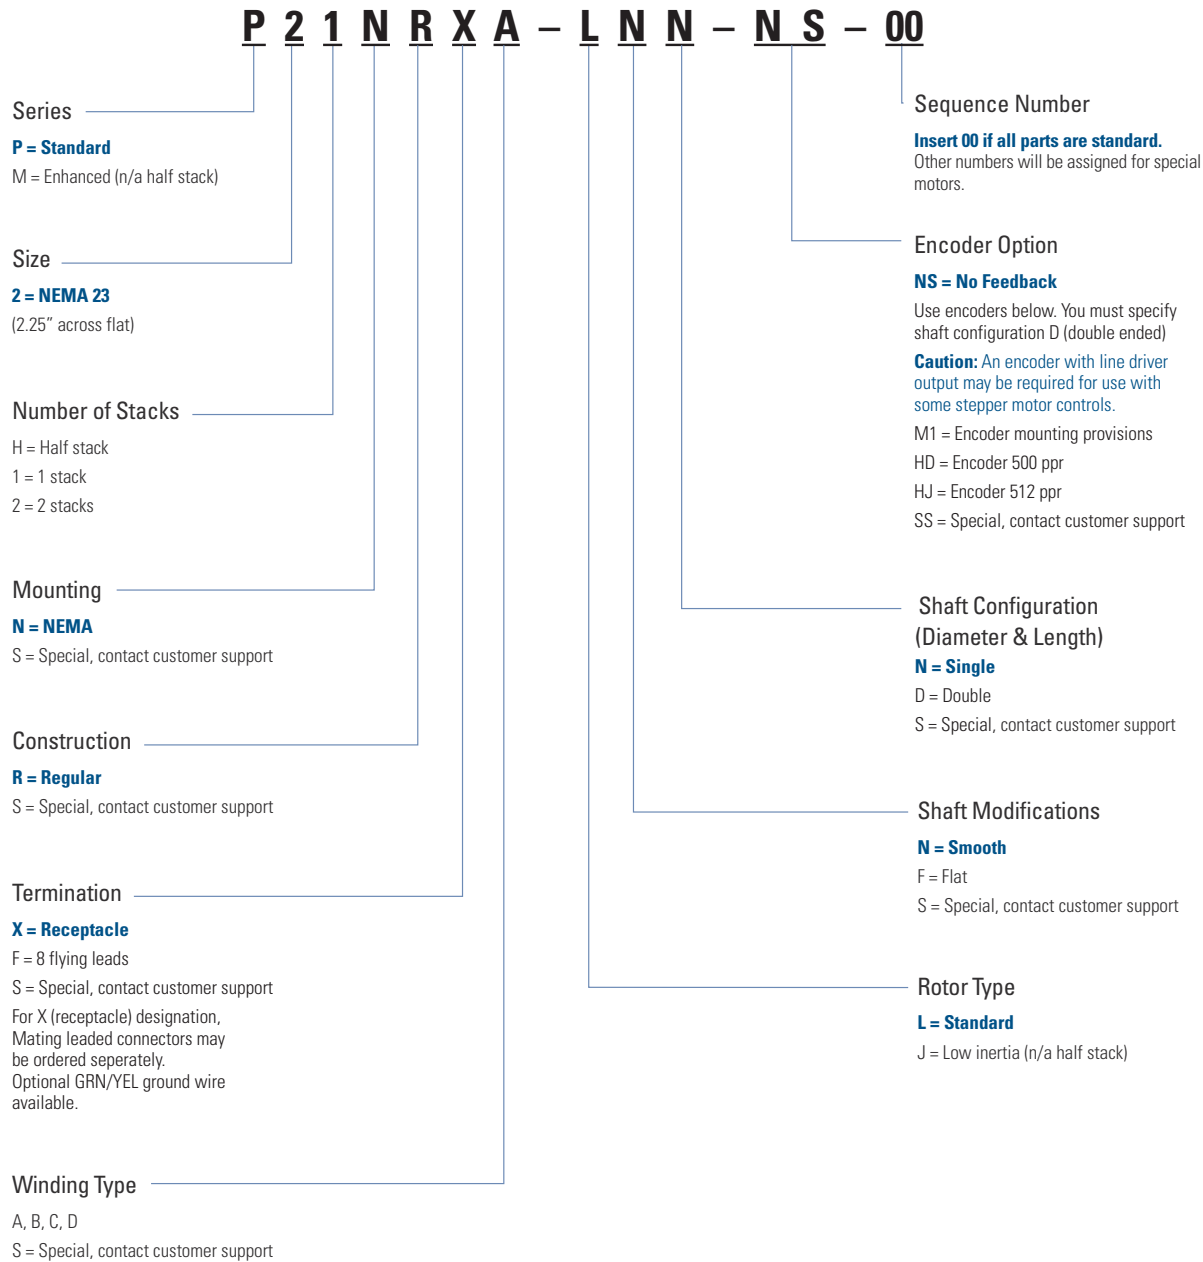 P 2 1 N R X A – L N N – N S – 00
Series
P = Standard
M = Enhanced (n/a half stack)
Size
2 = NEMA 23
(2.25” across flat)
Number of Stacks
H = Half stack
1 = 1 stack
2 = 2 stacks
Mounting
N = NEMA
S = Special, contact customer support
Construction
R = Regular
S = Special, contact customer support
Termination
X = Receptacle
F = 8 flying leads
S = Special, contact customer support
For X (receptacle) designation,
Mating leaded connectors may
be ordered seperately.
Optional GRN/YEL ground wire
available.
Winding Type
A, B, C, D
S = Special, contact customer support
Sequence Number
Insert 00 if all parts are standard.
Other numbers will be assigned for special
motors.
Encoder Option
NS = No Feedback
Use encoders below. You must specify
shaft configuration D (double ended)
Caution: An encoder with line driver
output may be required for use with
some stepper motor controls.
M1 = Encoder mounting provisions
HD = Encoder 500 ppr
HJ = Encoder 512 ppr
SS = Special, contact customer support
Shaft Configuration
(Diameter & Length)
N = Single
D = Double
S = Special, contact customer support
Shaft Modifications
N = Smooth
F = Flat
S = Special, contact customer support
Rotor Type
L = Standard
J = Low inertia (n/a half stack)